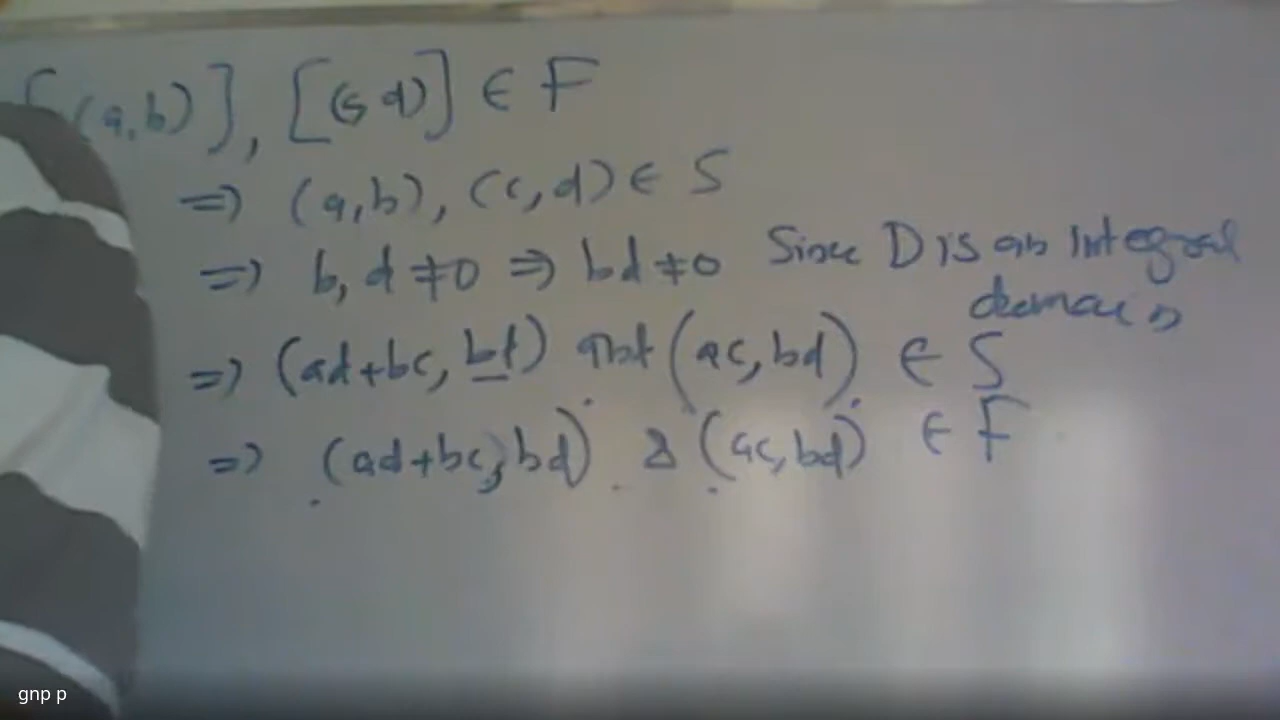 [(a,b)], [(c,d)] ∈ F
⇒ (a,b), (c,d) ∈ S
⇒ b, d ≠ 0 ⇒ bd ≠ 0 Since D is an Integral
domain
⇒ (ad+bc, bd) and (ac, bd) ∈ S
⇒ (ad+bc, bd) & (ac, bd) ∈ F
gnp p